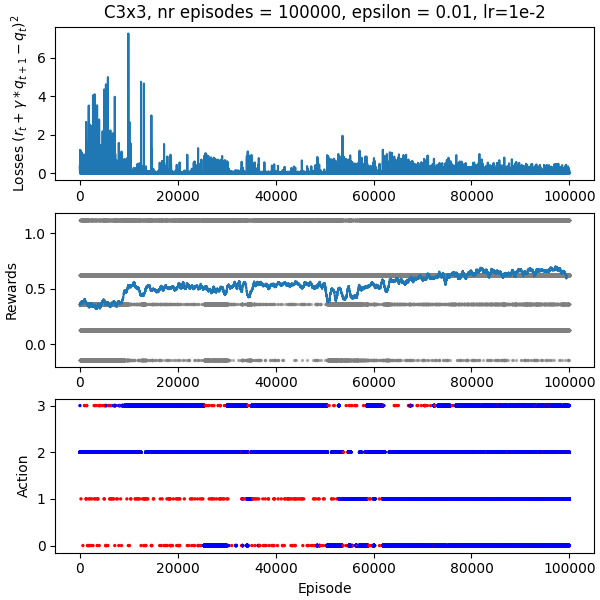 C3x3, nr episodes = 100000, epsilon = 0.01, lr=1e-2
Losses $(r_t + \gamma * q_{t+1} - q_t)^2$
6
4
2
0
0 20000 40000 60000 80000 100000
Rewards
1.0
0.5
0.0
0 20000 40000 60000 80000 100000
Action
3
2
1
0
0 20000 40000 60000 80000 100000
Episode